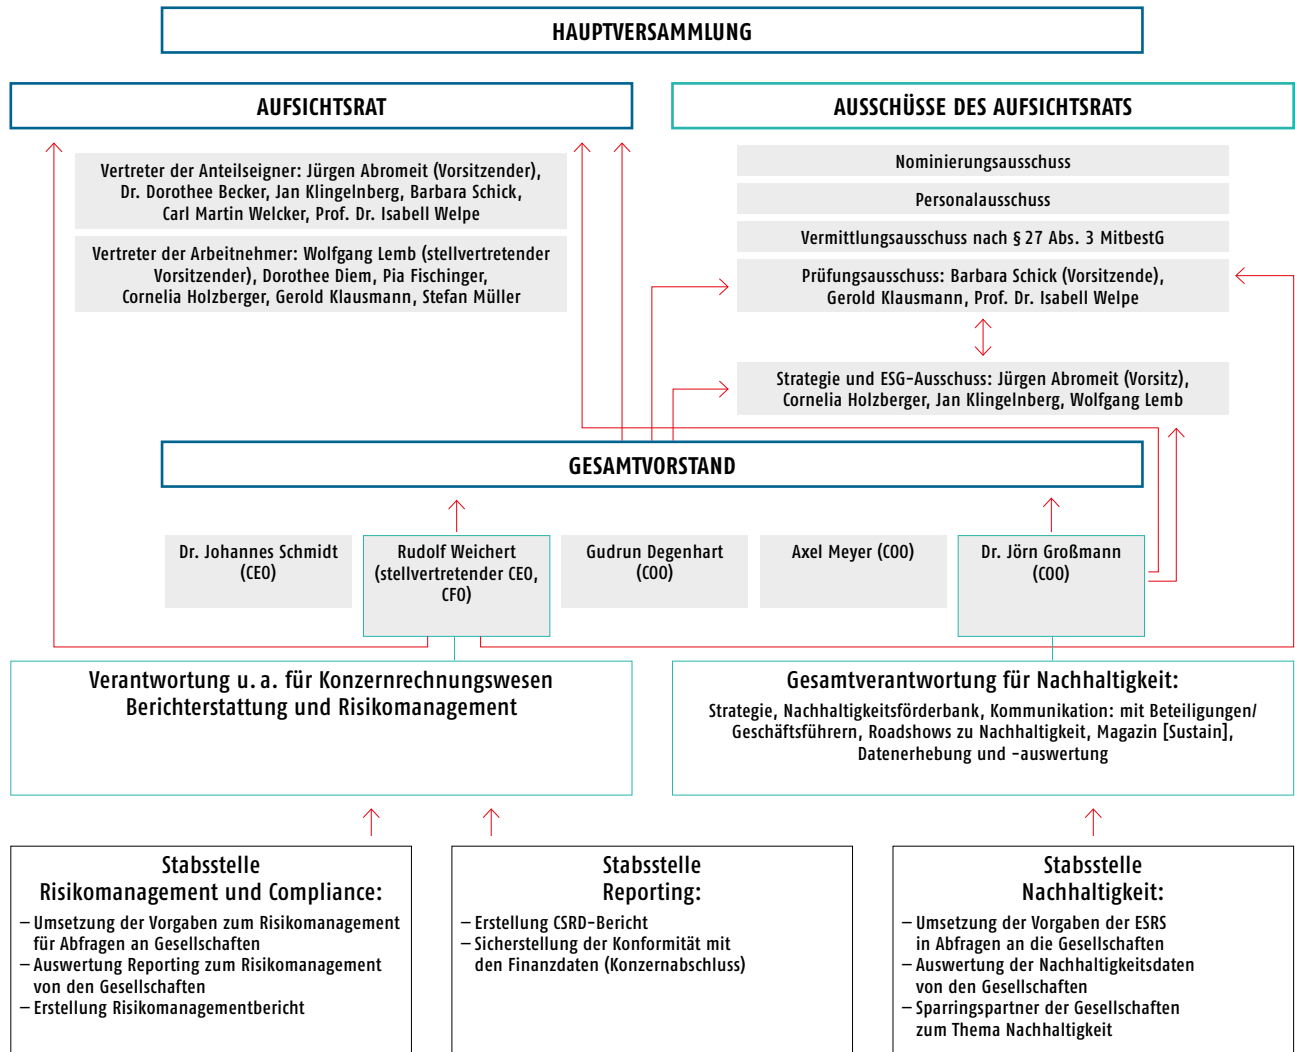 HAUPTVERSAMMLUNG
AUFSICHTSRAT
Vertreter der Anteilseigner: Jürgen Abromeit (Vorsitzender),
Dr. Dorothee Becker, Jan Klingelnberg, Barbara Schick,
Carl Martin Welcker, Prof. Dr. Isabell Welpe
Vertreter der Arbeitnehmer: Wolfgang Lemb (stellvertretender
Vorsitzender), Dorothee Diem, Pia Fischinger,
Cornelia Holzberger, Gerold Klausmann, Stefan Müller
AUSSCHÜSSE DES AUFSICHTSRATS
Nominierungsausschuss
Personalausschuss
Vermittlungsausschuss nach § 27 Abs. 3 MitbestG
Prüfungsausschuss: Barbara Schick (Vorsitzende),
Gerold Klausmann, Prof. Dr. Isabell Welpe
Strategie und ESG-Ausschuss: Jürgen Abromeit (Vorsitz),
Cornelia Holzberger, Jan Klingelnberg, Wolfgang Lemb
GESAMTVORSTAND
Dr. Johannes Schmidt
(CEO)
Rudolf Weichert
(stellvertretender CEO,
CFO)
Gudrun Degenhart
(COO)
Axel Meyer (COO)
Dr. Jörn Großmann
(COO)
Verantwortung u. a. für Konzernrechnungswesen
Berichterstattung und Risikomanagement
Gesamtverantwortung für Nachhaltigkeit:
Strategie, Nachhaltigkeitsförderbank, Kommunikation: mit Beteiligungen/
Geschäftsführern, Roadshows zu Nachhaltigkeit, Magazin [Sustain],
Datenerhebung und -auswertung
Stabsstelle
Risikomanagement und Compliance:
– Umsetzung der Vorgaben zum Risikomanagement
für Abfragen an Gesellschaften
– Auswertung Reporting zum Risikomanagement
von den Gesellschaften
– Erstellung Risikomanagementbericht
Stabsstelle
Reporting:
– Erstellung CSRD-Bericht
– Sicherstellung der Konformität mit
den Finanzdaten (Konzernabschluss)
Stabsstelle
Nachhaltigkeit:
– Umsetzung der Vorgaben der ESRS
in Abfragen an die Gesellschaften
– Auswertung der Nachhaltigkeitsdaten
von den Gesellschaften
– Sparringspartner der Gesellschaften
zum Thema Nachhaltigkeit